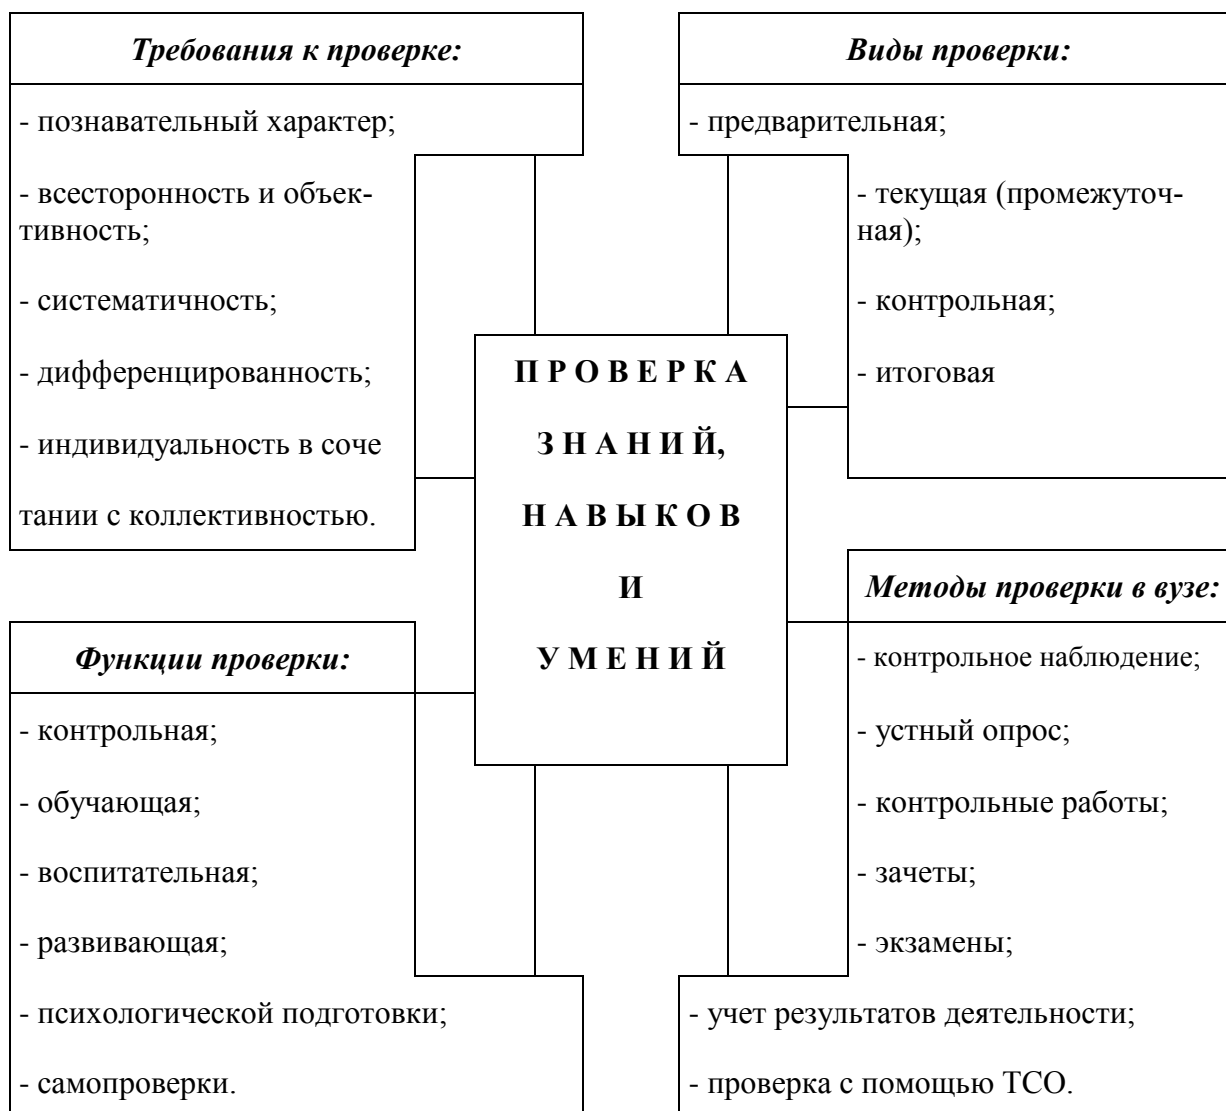 Требования к проверке:
- познавательный характер;
- всесторонность и объек-
тивность;
- систематичность;
- дифференцированность;
- индивидуальность в соче
тании с коллективностью.
Виды проверки:
- предварительная;
- текущая (промежуточ-
ная);
- контрольная;
- итоговая
П Р О В Е Р К А
З Н А Н И Й,
Н А В Ы К О В
И
У М Е Н И Й
Функции проверки:
- контрольная;
- обучающая;
- воспитательная;
- развивающая;
- психологической подготовки;
- самопроверки.
Методы проверки в вузе:
- контрольное наблюдение;
- устный опрос;
- контрольные работы;
- зачеты;
- экзамены;
- учет результатов деятельности;
- проверка с помощью ТСО.